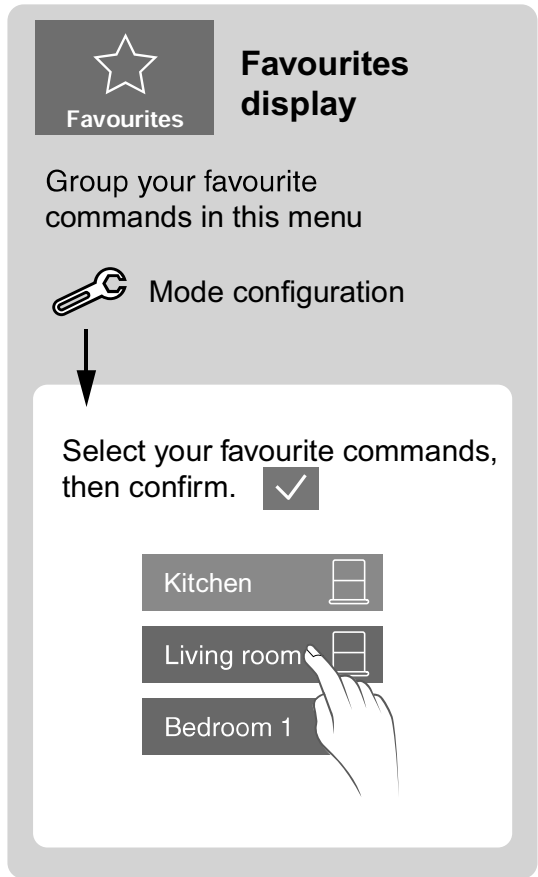 Favourites
Favourites
display
Group your favourite
commands in this menu
Mode configuration
Select your favourite commands,
then confirm.
Kitchen
Living room
Bedroom 1